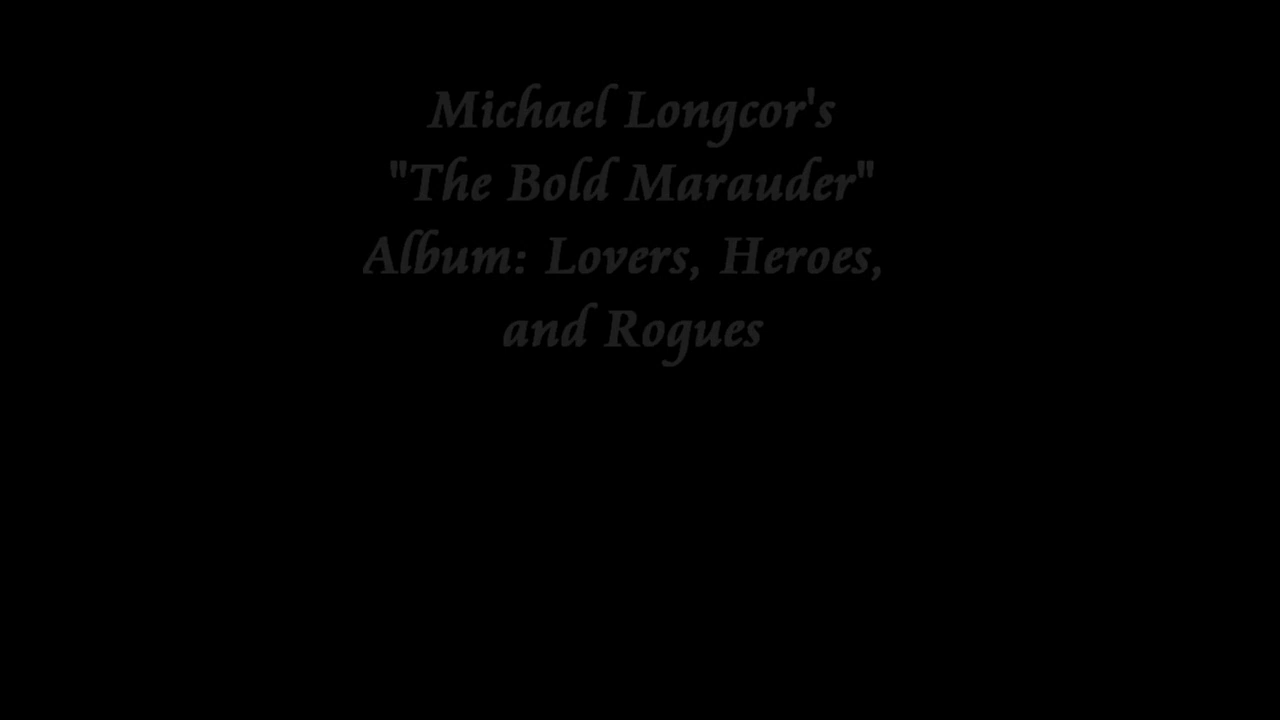 Michael Longcor's
"The Bold Marauder"
Album: Lovers, Heroes,
and Rogues